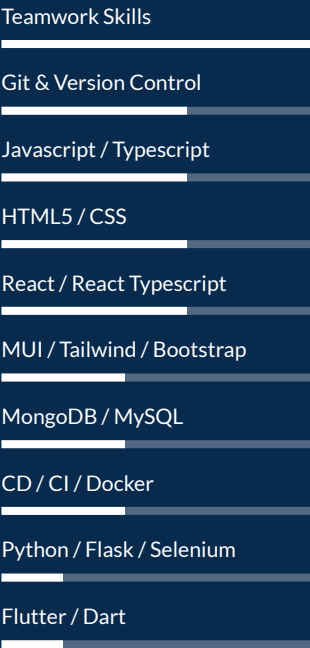 Teamwork Skills
Git & Version Control
Javascript / Typescript
HTML5 / CSS
React / React Typescript
MUI / Tailwind / Bootstrap
MongoDB / MySQL
CD / CI / Docker
Python / Flask / Selenium
Flutter / Dart